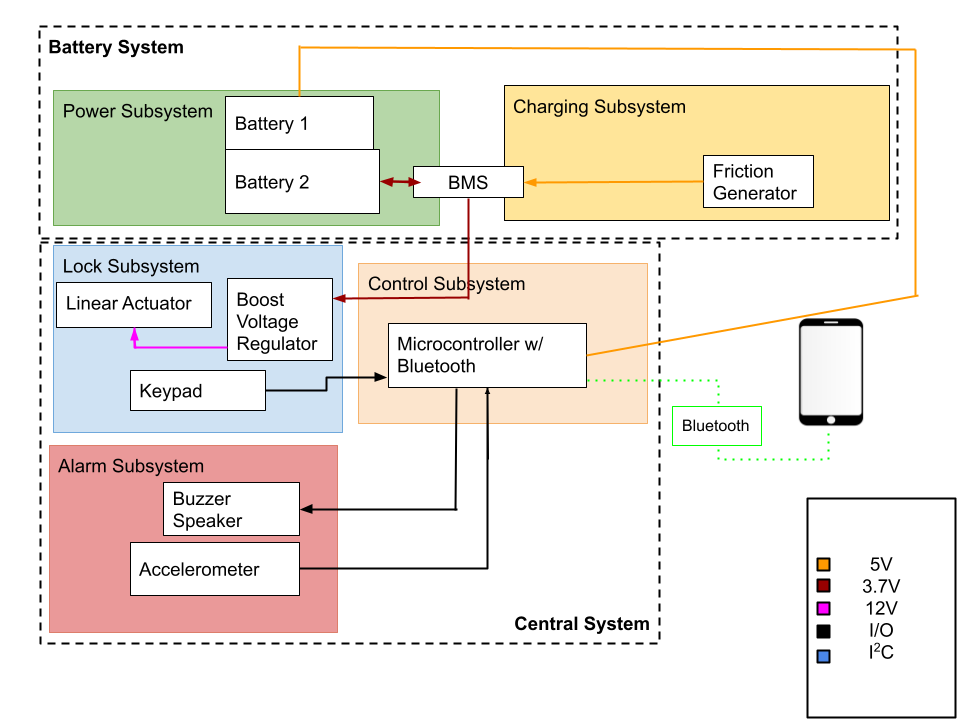 Battery System
Power Subsystem
Battery 1
Battery 2
BMS
Charging Subsystem
Friction
Generator
Lock Subsystem
Linear Actuator
Boost
Voltage
Regulator
Keypad
Control Subsystem
Microcontroller w/
Bluetooth
Bluetooth
Alarm Subsystem
Buzzer
Speaker
Accelerometer
Central System
5V
3.7V
12V
I/O
I²C